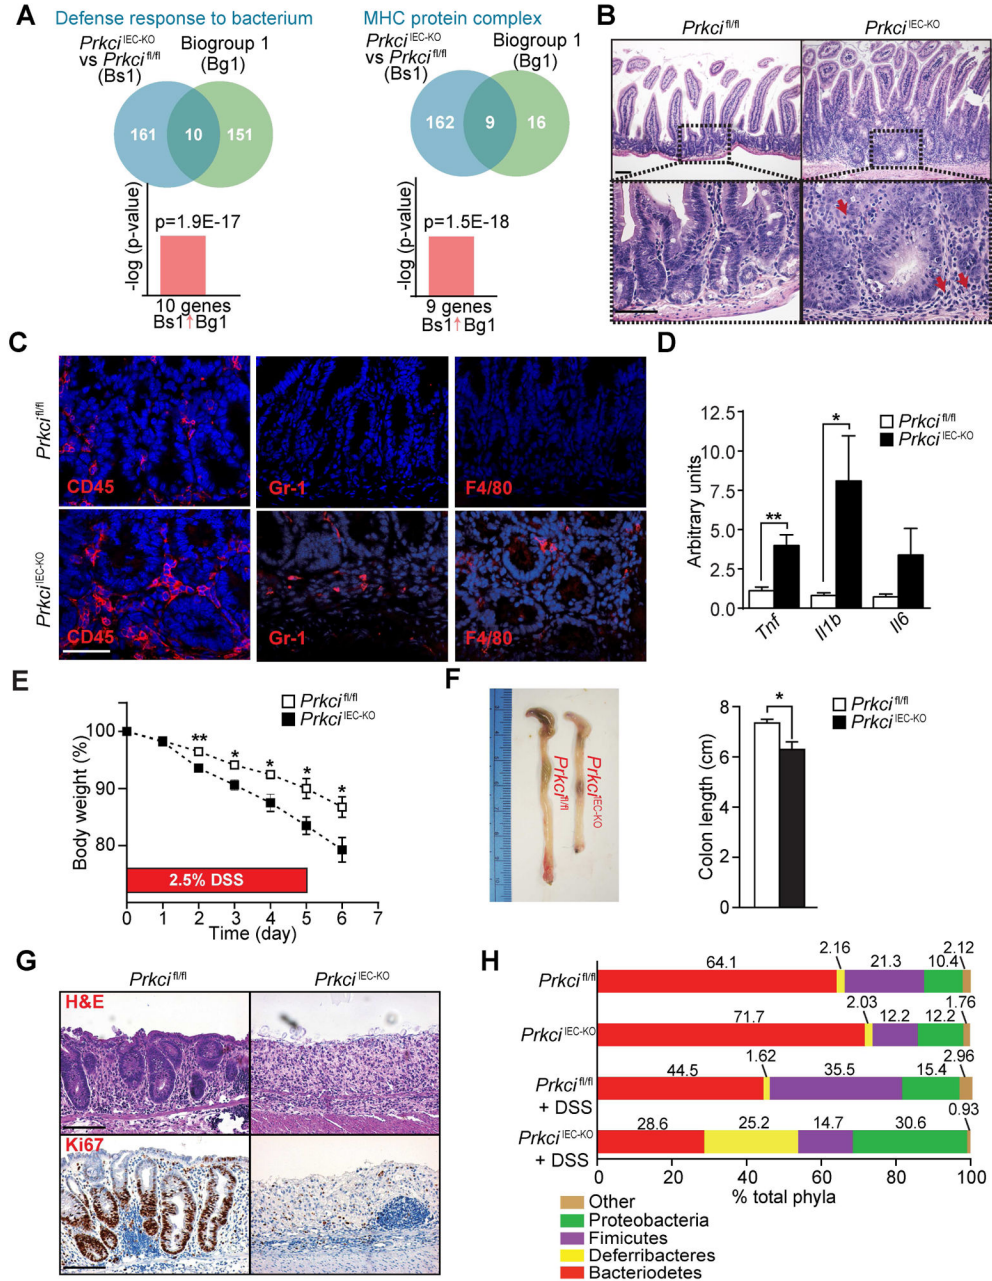 A
Defense response to bacterium
Prkci IEC-KO
vs Prkci fl/fl
(Bs1)
Biogroup 1
(Bg1)
161
10
151
-log (p-value)
p=1.9E-17
10 genes
Bs1↑Bg1
MHC protein complex
Prkci IEC-KO
vs Prkci fl/fl
(Bs1)
Biogroup 1
(Bg1)
162
9
16
-log (p-value)
p=1.5E-18
9 genes
Bs1↑Bg1
B
Prkci fl/fl
Prkci IEC-KO
C
Prkci fl/fl
CD45
Gr-1
F4/80
Prkci IEC-KO
CD45
Gr-1
F4/80
D
Prkci fl/fl
Prkci IEC-KO
Arbitrary units
12.5
10.0
7.5
5.0
2.5
0.0
**
*
Tnf
Il1b
Il6
E
Prkci fl/fl
Prkci IEC-KO
Body weight (%)
100
90
80
**
*
*
*
*
2.5% DSS
0 1 2 3 4 5 6 7
Time (day)
F
Prkci fl/fl
Prkci IEC-KO
Prkci fl/fl
Prkci IEC-KO
Colon length (cm)
8
6
4
2
0
*
G
Prkci fl/fl
Prkci IEC-KO
H&E
Ki67
H
Prkci fl/fl
64.1
2.16
21.3
10.4
2.12
Prkci IEC-KO
71.7
2.03
12.2
12.2
1.76
Prkci fl/fl
+ DSS
44.5
1.62
35.5
15.4
2.96
Prkci IEC-KO
+ DSS
28.6
25.2
14.7
30.6
0.93
0 20 40 60 80 100
% total phyla
Other
Proteobacteria
Fimicutes
Deferribacteres
Bacteriodetes